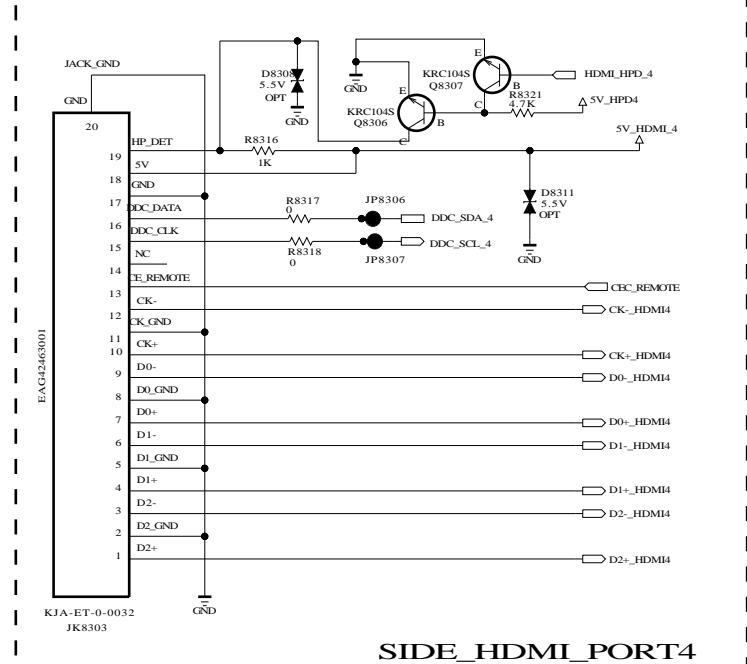 JACK_GND
GND
20
EAG42463001
KJA-ET-0-0032
JK8303
19
HP_DET
18
5V
17
GND
16
DDC_DATA
15
DDC_CLK
14
NC
13
CE_REMOTE
12
CK-
11
CK_GND
10
CK+
9
D0-
8
D0_GND
7
D0+
6
D1-
5
D1_GND
4
D1+
3
D2-
2
D2_GND
1
D2+
GND
R8316
1K
D8308
5.5V
OPT
GND
GND
E
KRC104S
Q8306
B
C
E
KRC104S
Q8307
B
C
HDMI_HPD_4
R8321
4.7K
5V_HPD4
5V_HDMI_4
D8311
5.5V
OPT
GND
R8317
0
JP8306
DDC_SDA_4
R8318
0
JP8307
DDC_SCL_4
CEC_REMOTE
CK-_HDMI4
CK+_HDMI4
D0-_HDMI4
D0+_HDMI4
D1-_HDMI4
D1+_HDMI4
D2-_HDMI4
D2+_HDMI4
SIDE_HDMI_PORT4